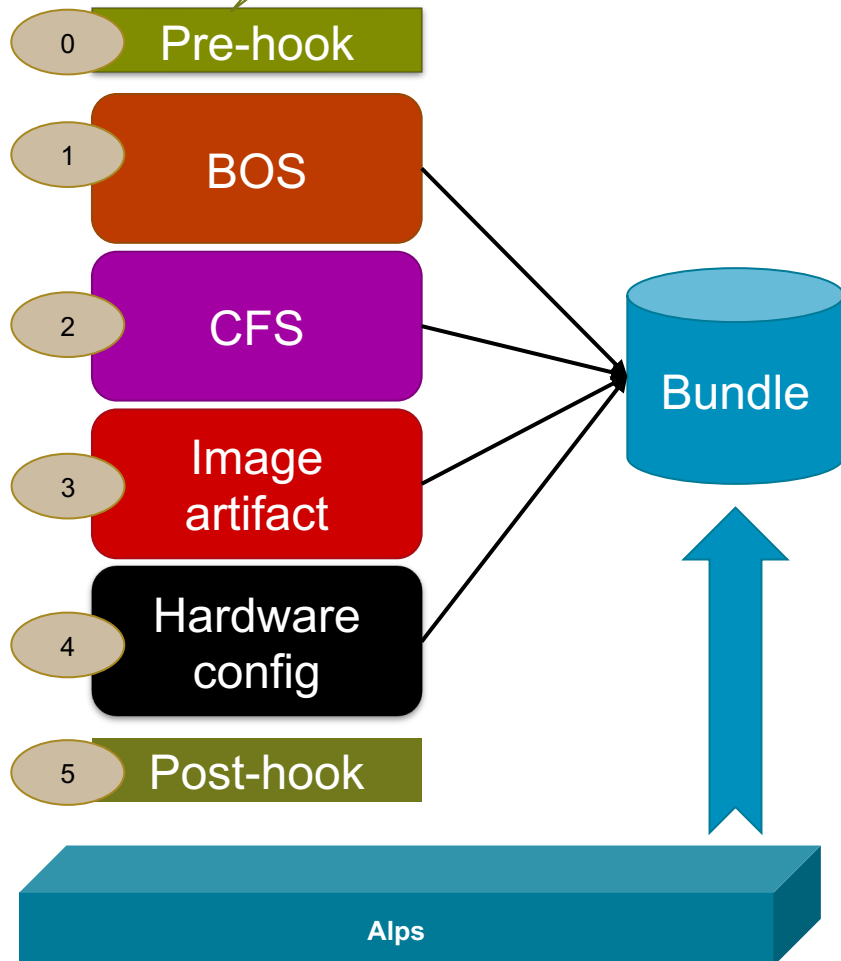 0
Pre-hook
1
BOS
2
CFS
3
Image
artifact
4
Hardware
config
5
Post-hook
Bundle
Alps